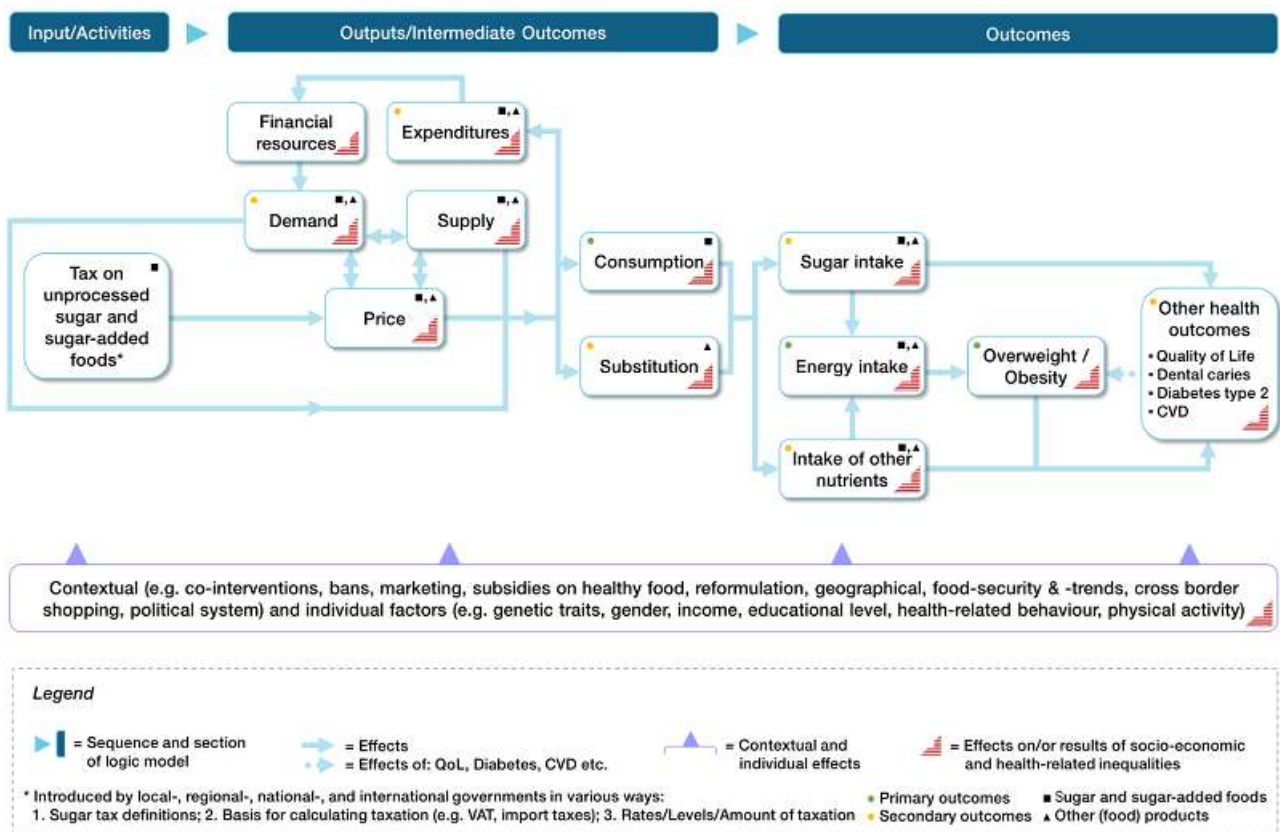 Input/Activities
Outputs/Intermediate Outcomes
Outcomes
Financial
resources
Expenditures
Demand
Supply
Tax on
unprocessed
sugar and
sugar-added
foods*
Price
Consumption
Substitution
Sugar intake
Energy intake
Intake of other
nutrients
Overweight /
Obesity
Other health
outcomes
• Quality of Life
• Dental caries
• Diabetes type 2
• CVD
Contextual (e.g. co-interventions, bans, marketing, subsidies on healthy food, reformulation, geographical, food-security & -trends, cross border
shopping, political system) and individual factors (e.g. genetic traits, gender, income, educational level, health-related behaviour, physical activity)
Legend
= Sequence and section
of logic model
= Effects
= Effects of: QoL, Diabetes, CVD etc.
= Contextual and
individual effects
= Effects on/or results of socio-economic
and health-related inequalities
* Introduced by local-, regional-, national-, and international governments in various ways:
1. Sugar tax definitions; 2. Basis for calculating taxation (e.g. VAT, import taxes); 3. Rates/Levels/Amount of taxation
Primary outcomes
Secondary outcomes
Sugar and sugar-added foods
Other (food) products